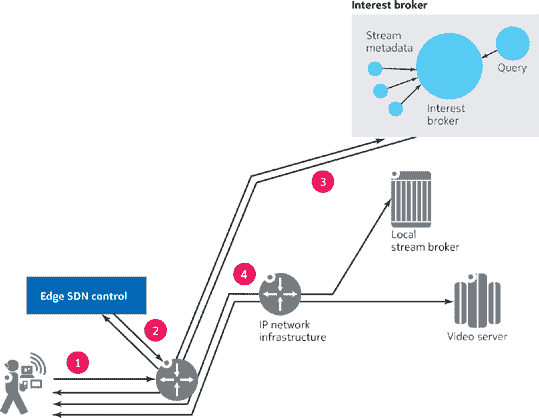 Interest broker
Stream
metadata
Query
Interest
broker
3
Local
stream broker
4
Edge SDN control
2
IP network
infrastructure
Video server
1